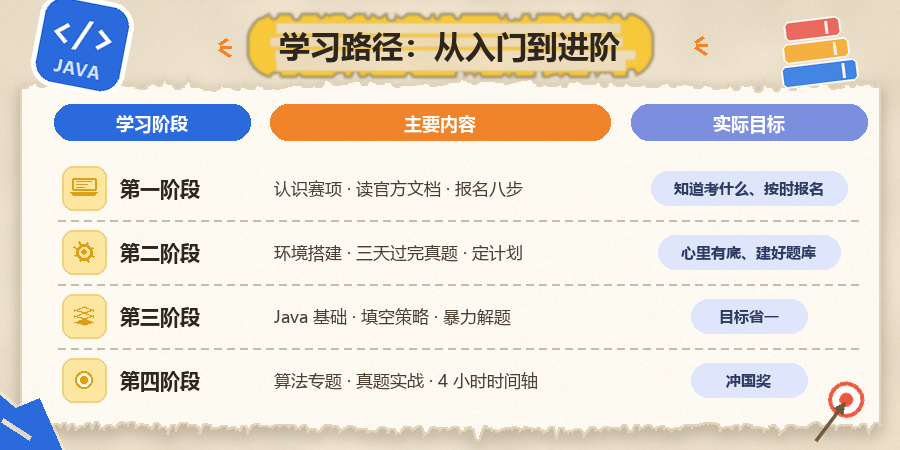 </>
JAVA
学习路径：从入门到进阶
学习阶段 主要内容 实际目标
第一阶段 认识赛项 · 读官方文档 · 报名八步 知道考什么、按时报名
第二阶段 环境搭建 · 三天过完真题 · 定计划 心里有底、建好题库
第三阶段 Java 基础 · 填空策略 · 暴力解题 目标省一
第四阶段 算法专题 · 真题实战 · 4 小时时间轴 冲国奖